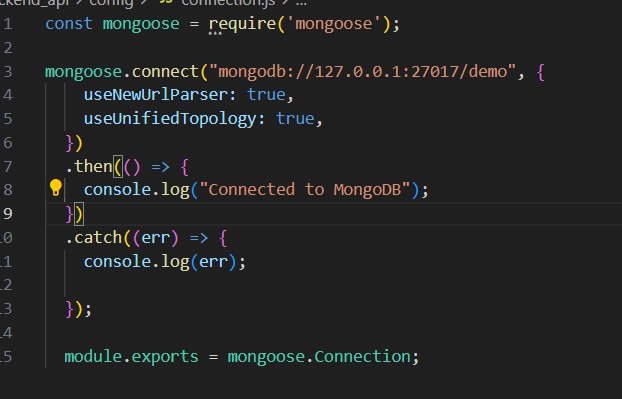 ckend_api > config > JS connection.js > ...
1 const mongoose = require('mongoose');
2
3 mongoose.connect("mongodb://127.0.0.1:27017/demo", {
4 useNewUrlParser: true,
5 useUnifiedTopology: true,
6 })
7 .then(() => {
8 console.log("Connected to MongoDB");
9 })
10 .catch((err) => {
11 console.log(err);
12
13 });
14
15 module.exports = mongoose.Connection;